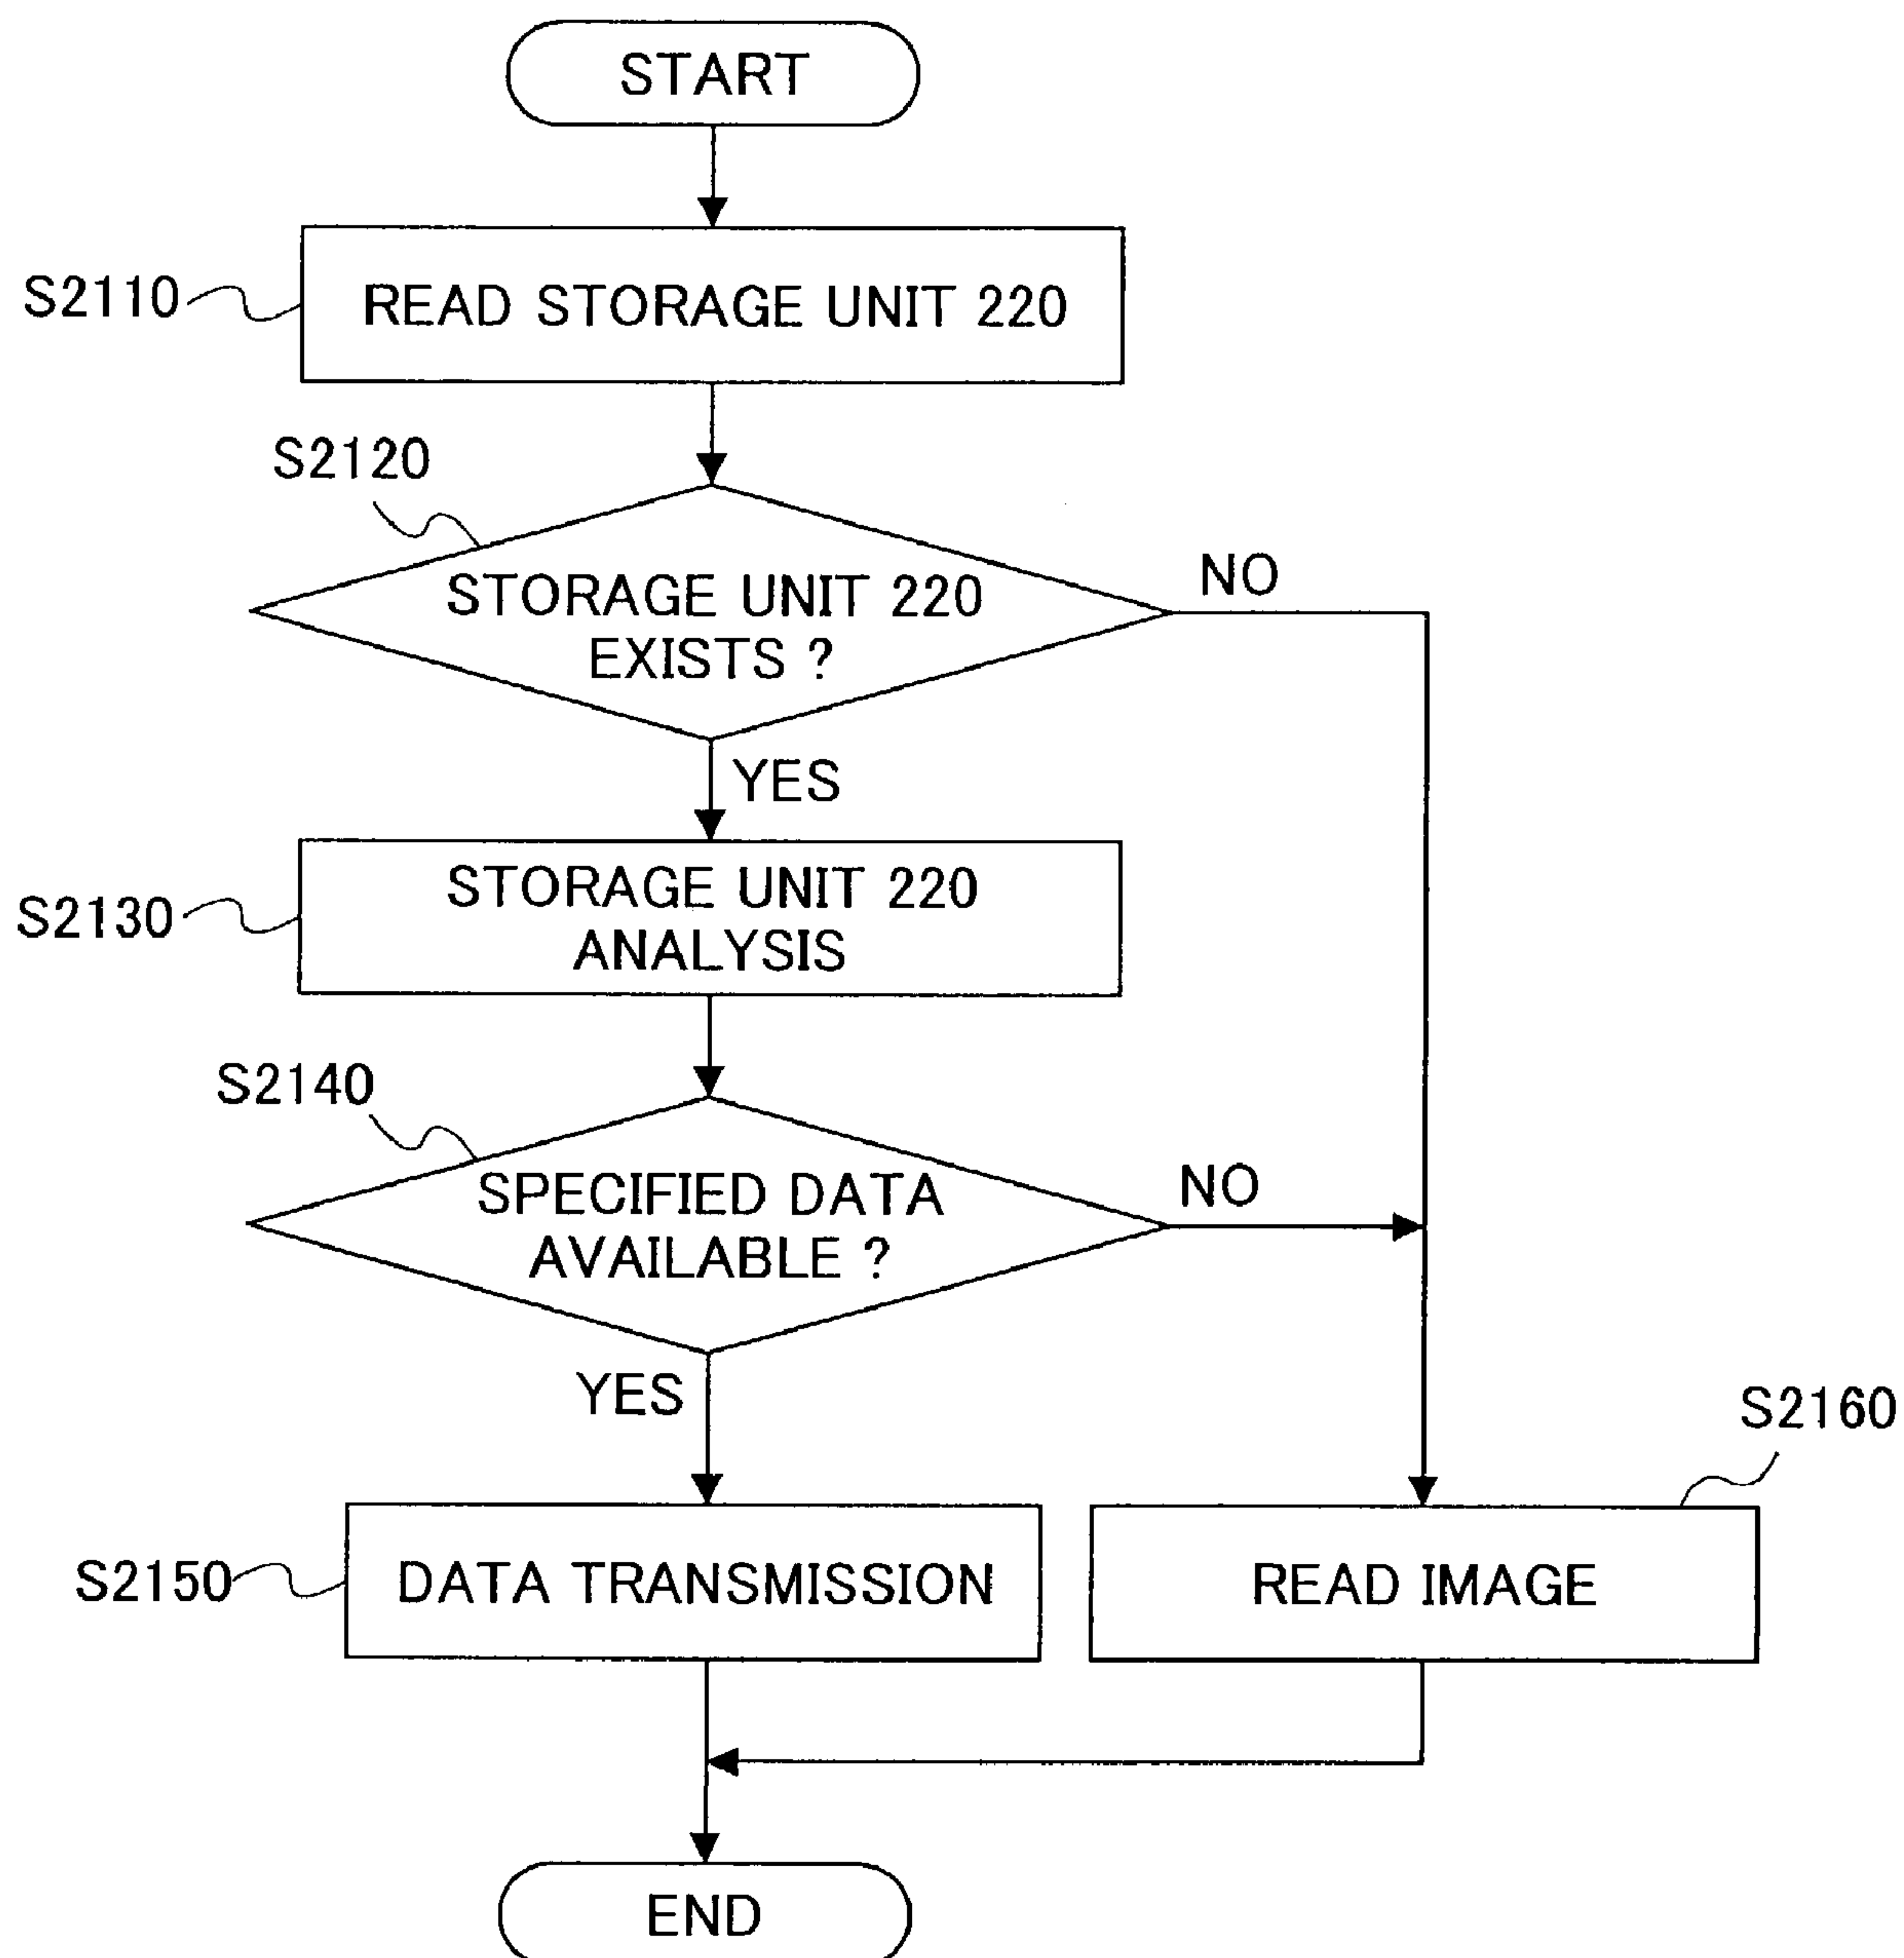 START
S2110
READ STORAGE UNIT 220
S2120
STORAGE UNIT 220
EXISTS ?
NO
YES
S2130
STORAGE UNIT 220
ANALYSIS
S2140
SPECIFIED DATA
AVAILABLE ?
NO
YES
S2150
DATA TRANSMISSION
S2160
READ IMAGE
END